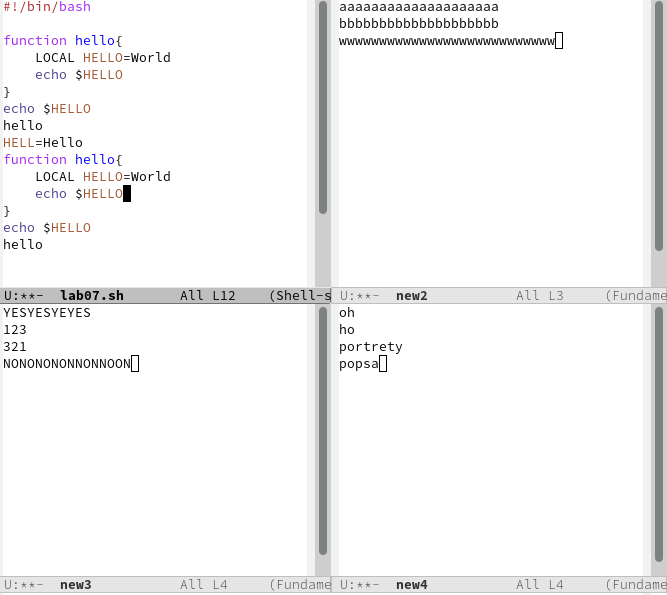 #!/bin/bash

function hello{
    LOCAL HELLO=World
    echo $HELLO
}
echo $HELLO
hello
HELL=Hello
function hello{
    LOCAL HELLO=World
    echo $HELLO
}
echo $HELLO
hello
U:**-  lab07.sh       All L12    (Shell-s
aaaaaaaaaaaaaaaaaaaa
bbbbbbbbbbbbbbbbbbbb
wwwwwwwwwwwwwwwwwwwwwwwwwww
U:**-  new2           All L3     (Fundame
YESYESYEYES
123
321
NONONONONNONNOON
U:**-  new3           All L4     (Fundame
oh
ho
portrety
popsa
U:**-  new4           All L4     (Fundame